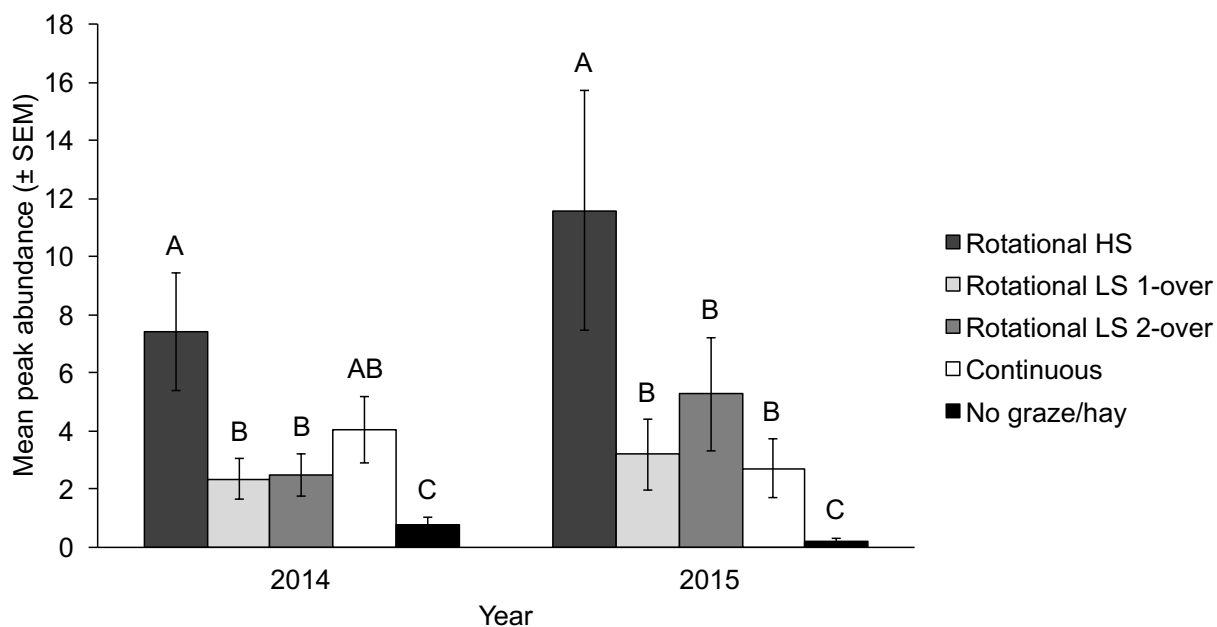 Mean peak abundance (± SEM)
18
16
14
12
10
8
6
4
2
0
A
B
B
AB
C
A
B
B
B
C
2014
2015
Year
Rotational HS
Rotational LS 1-over
Rotational LS 2-over
Continuous
No graze/hay